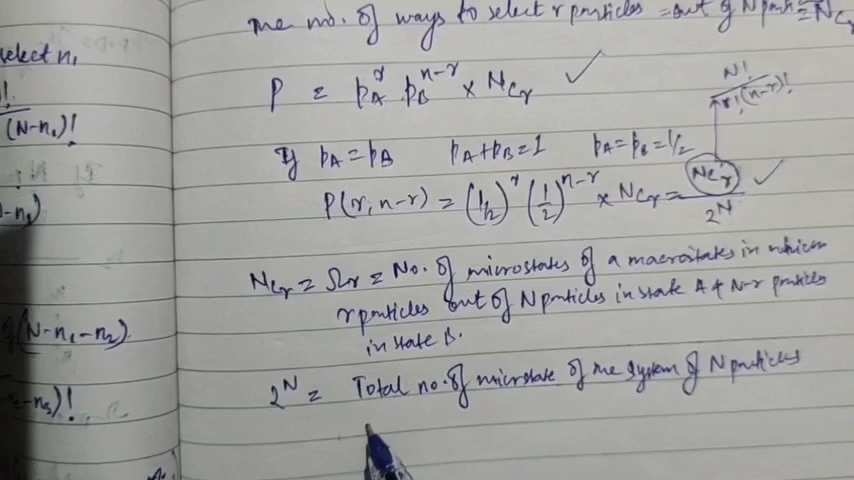 the no. of ways to select r particles = out of N parti = NCr
select n1
!
(N-n1)!
P = pA^r pB^n-r × NCr ✓
N!
r!(n-r)!
If pA = pB pA+pB=1 pA=pB=1/2
P(r, n-r) = (1/2)^r (1/2)^n-r × NCr = NCr/2^N ✓
NCr = Ωr = No. of microstates of a macrostates in which
r particles out of N particles in state A & N-r particles
in state B.
(N-n1-n2)
2^N = Total no. of microstate of the system of N particles
-n3)!